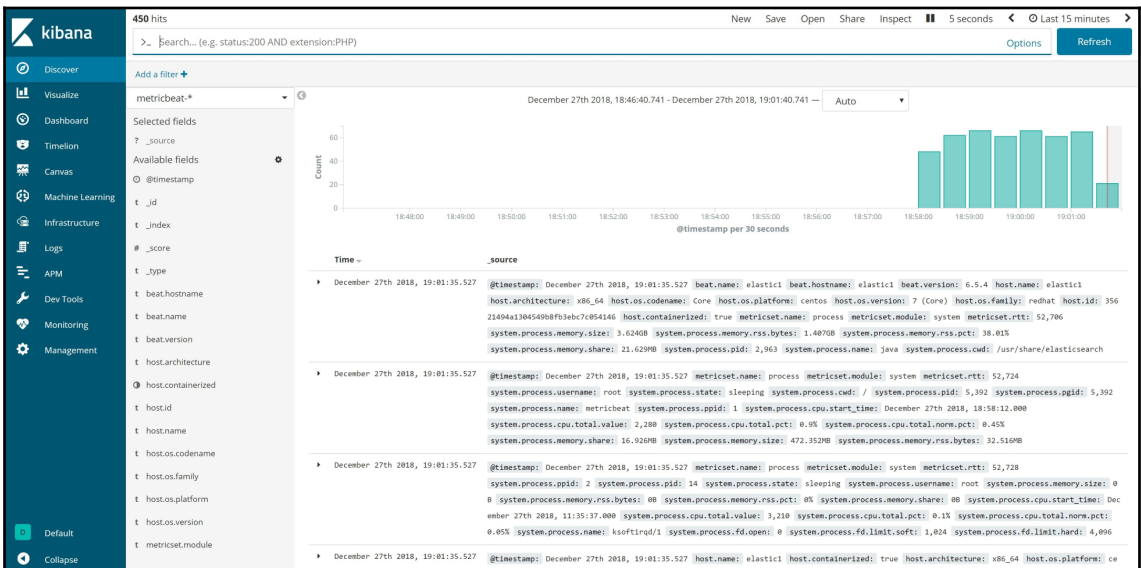 kibana
Discover
Visualize
Dashboard
Timelion
Canvas
Machine Learning
Infrastructure
Logs
APM
Dev Tools
Monitoring
Management
D Default
Collapse
450 hits
New Save Open Share Inspect 5 seconds Last 15 minutes
>_ Search... (e.g. status:200 AND extension:PHP) Options Refresh
Add a filter +
metricbeat-*
Selected fields
? _source
Available fields
@timestamp
t _id
t _index
# _score
t _type
t beat.hostname
t beat.name
t beat.version
t host.architecture
host.containerized
t host.id
t host.name
t host.os.codename
t host.os.family
t host.os.platform
t host.os.version
t metricset.module
December 27th 2018, 18:46:40.741 - December 27th 2018, 19:01:40.741 — Auto
Count
60
40
20
0
18:48:00 18:49:00 18:50:00 18:51:00 18:52:00 18:53:00 18:54:00 18:55:00 18:56:00 18:57:00 18:58:00 18:59:00 19:00:00 19:01:00
@timestamp per 30 seconds
Time _source
December 27th 2018, 19:01:35.527 @timestamp: December 27th 2018, 19:01:35.527 beat.name: elastic1 beat.hostname: elastic1 beat.version: 6.5.4 host.name: elastic1
host.architecture: x86_64 host.os.codename: Core host.os.platform: centos host.os.version: 7 (Core) host.os.family: redhat host.id: 356
21494a1304549b8fb3ebc7c054146 host.containerized: true metricset.name: process metricset.module: system metricset.rtt: 52,706
system.process.memory.size: 3.624GB system.process.memory.rss.bytes: 1.407GB system.process.memory.rss.pct: 38.01%
system.process.memory.share: 21.629MB system.process.pid: 2,963 system.process.name: java system.process.cwd: /usr/share/elasticsearch
December 27th 2018, 19:01:35.527 @timestamp: December 27th 2018, 19:01:35.527 metricset.name: process metricset.module: system metricset.rtt: 52,724
system.process.username: root system.process.state: sleeping system.process.cwd: / system.process.pid: 5,392 system.process.pgid: 5,392
system.process.name: metricbeat system.process.ppid: 1 system.process.cpu.start_time: December 27th 2018, 18:58:12.000
system.process.cpu.total.value: 2,280 system.process.cpu.total.pct: 0.9% system.process.cpu.total.norm.pct: 0.45%
system.process.memory.share: 16.926MB system.process.memory.size: 472.352MB system.process.memory.rss.bytes: 32.516MB
December 27th 2018, 19:01:35.527 @timestamp: December 27th 2018, 19:01:35.527 metricset.name: process metricset.module: system metricset.rtt: 52,728
system.process.ppid: 2 system.process.pid: 14 system.process.state: sleeping system.process.username: root system.process.memory.size: 0
B system.process.memory.rss.bytes: 0B system.process.memory.rss.pct: 0% system.process.memory.share: 0B system.process.cpu.start_time: Dec
ember 27th 2018, 11:35:37.000 system.process.cpu.total.value: 3,210 system.process.cpu.total.pct: 0.1% system.process.cpu.total.norm.pct:
0.05% system.process.name: ksoftirqd/1 system.process.fd.open: 0 system.process.fd.limit.soft: 1,024 system.process.fd.limit.hard: 4,096
December 27th 2018, 19:01:35.527 @timestamp: December 27th 2018, 19:01:35.527 host.name: elastic1 host.containerized: true host.architecture: x86_64 host.os.platform: ce